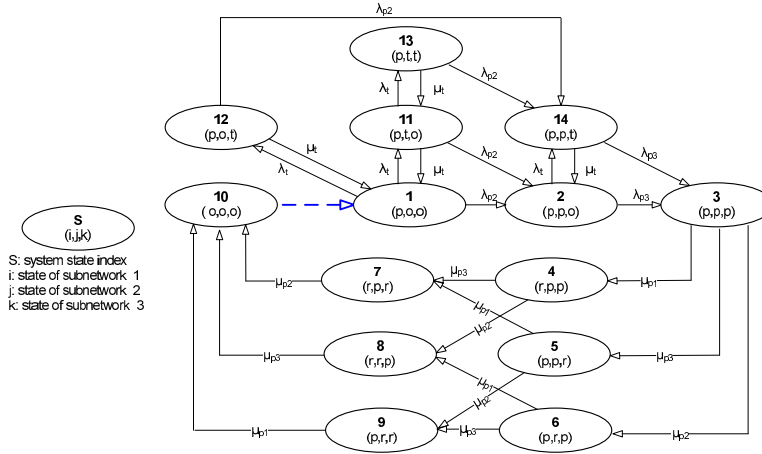 λp2
13
(p,t,t)
λt
μt
λp2
12
(p,o,t)
11
(p,t,o)
14
(p,p,t)
μt
λt
λt
μt
λp2
λt
μt
λp3
10
( o,o,o)
1
(p,o,o)
λp2
2
(p,p,o)
λp3
3
(p,p,p)
S
(i,j,k)
S: system state index
i: state of subnetwork 1
j: state of subnetwork 2
k: state of subnetwork 3
μp2
7
(r,p,r)
μp3
4
(r,p,p)
μp1
μp1
μp2
μp3
8
(r,r,p)
5
(p,p,r)
μp3
μp1
μp2
μp1
9
(p,r,r)
μp3
6
(p,r,p)
μp2